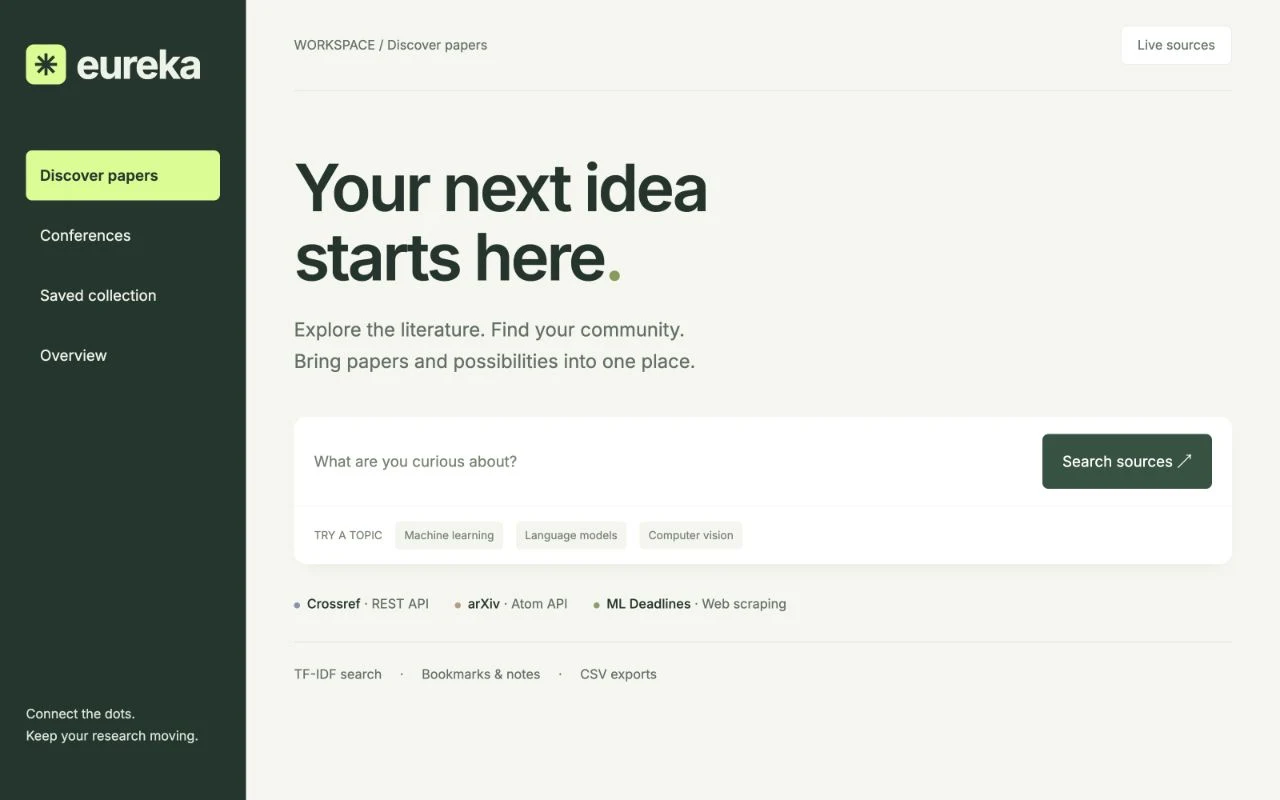 eureka
Discover papers
Conferences
Saved collection
Overview
Connect the dots.
Keep your research moving.
WORKSPACE / Discover papers
Live sources
Your next idea
starts here.
Explore the literature. Find your community.
Bring papers and possibilities into one place.
What are you curious about?
Search sources ↗
TRY A TOPIC Machine learning Language models Computer vision
Crossref · REST API arXiv · Atom API ML Deadlines · Web scraping
TF-IDF search · Bookmarks & notes · CSV exports